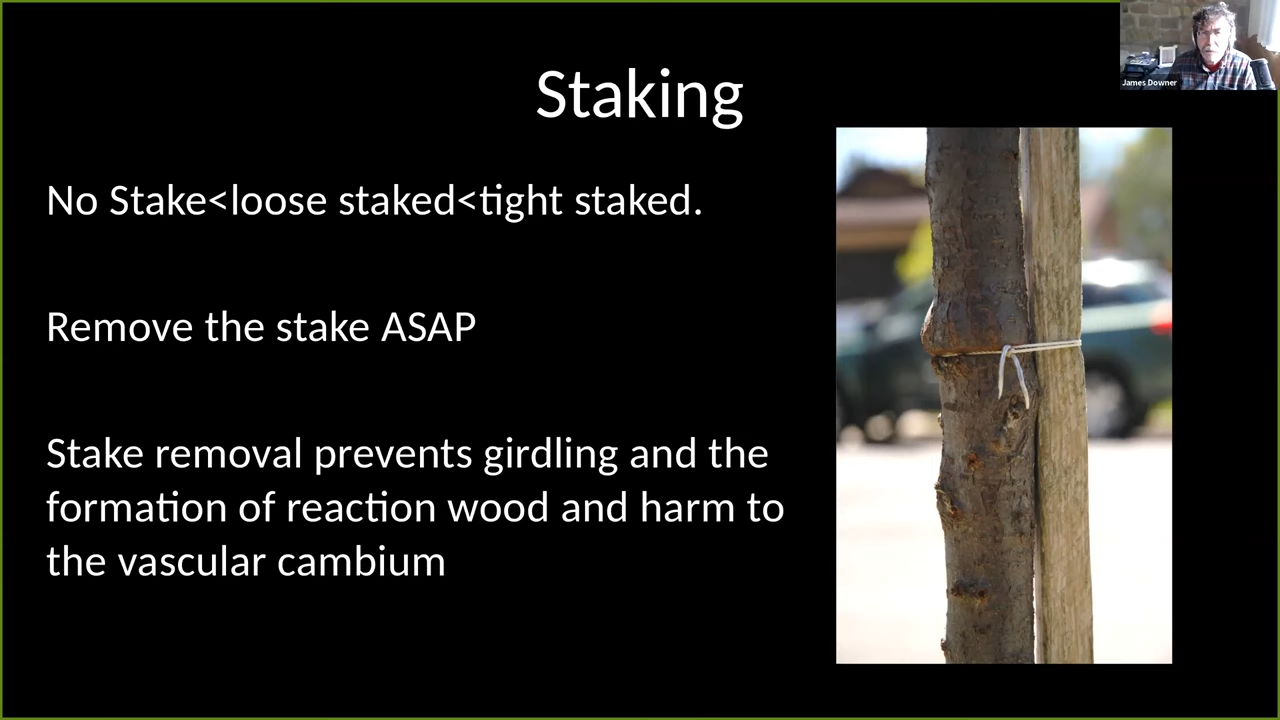 James Downer
Staking
No Stake<loose staked<tight staked.
Remove the stake ASAP
Stake removal prevents girdling and the
formation of reaction wood and harm to
the vascular cambium